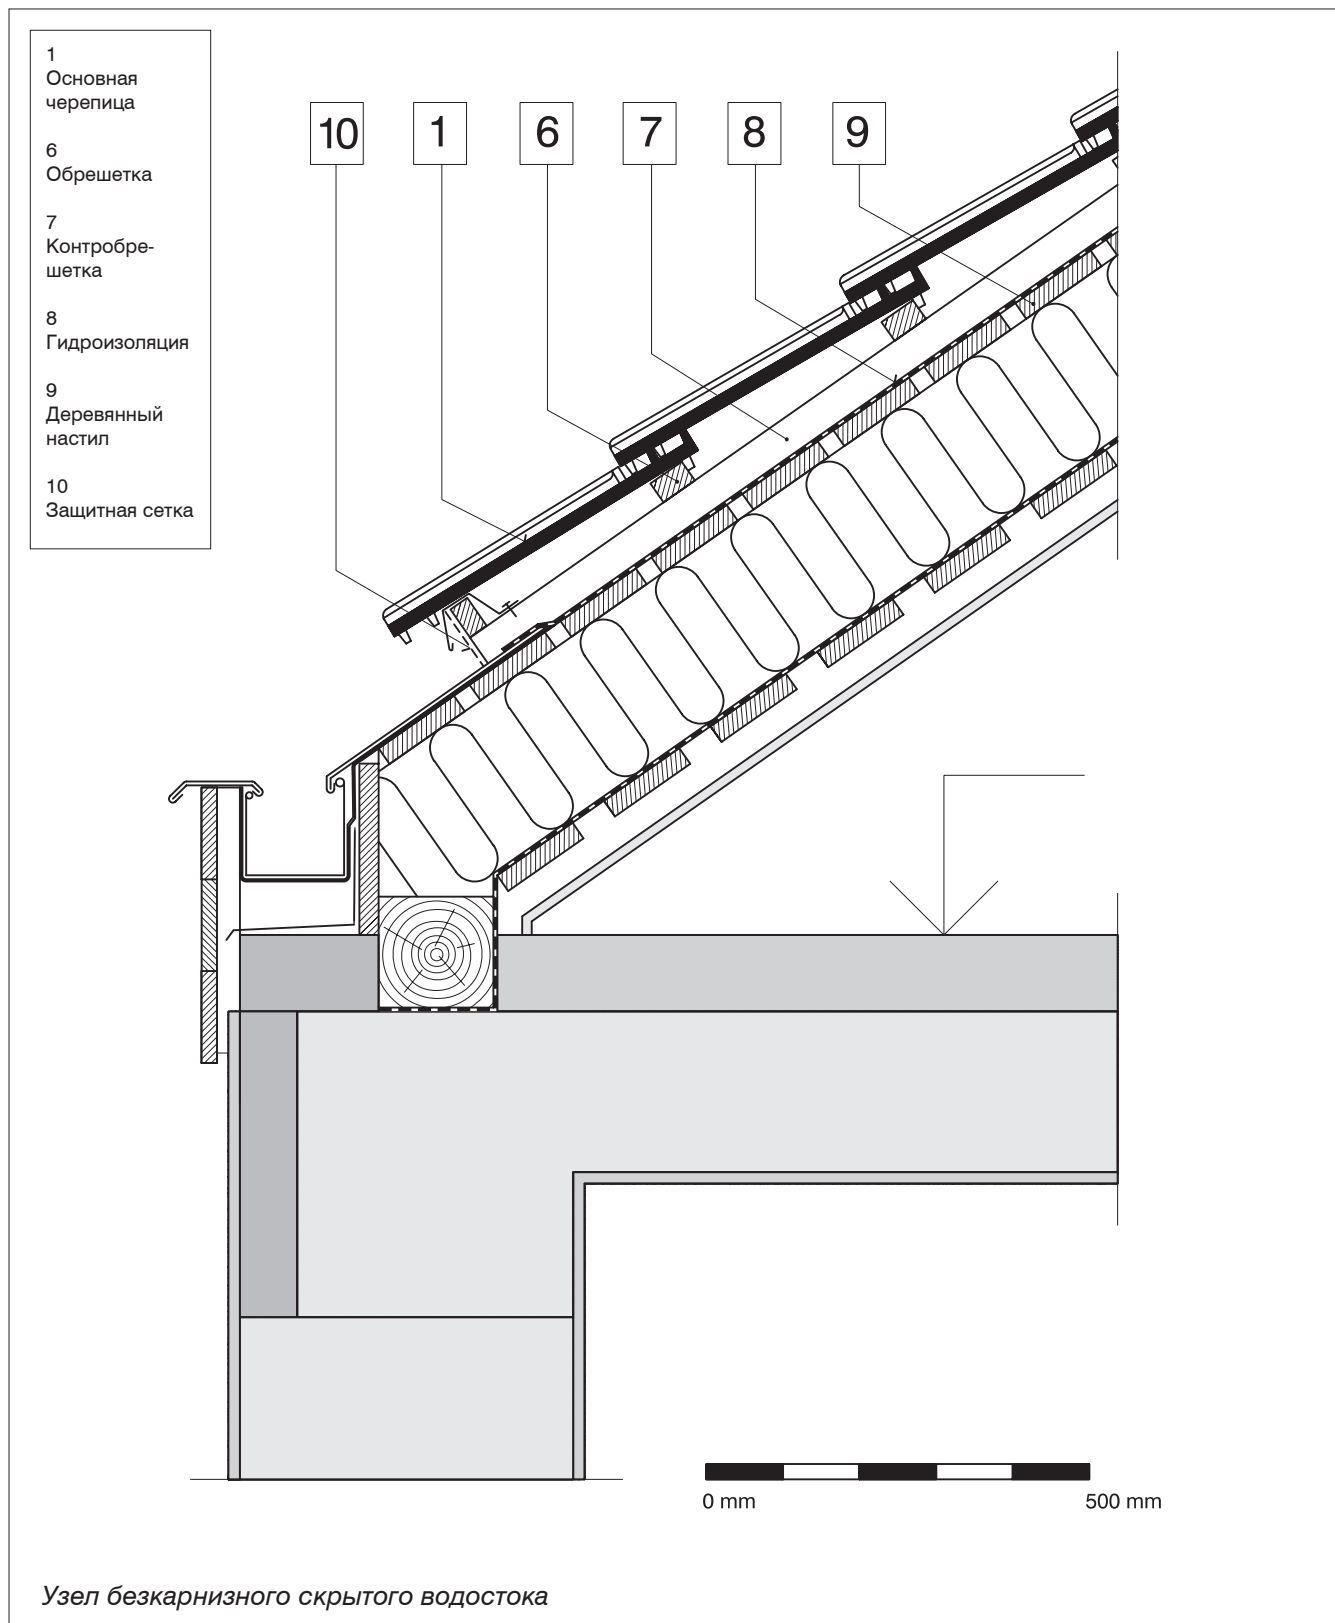 1
Основная
черепица
6
Обрешетка
7
Контробре-
шетка
8
Гидроизоляция
9
Деревянный
настил
10
Защитная сетка
10 1 6 7 8 9
0 mm 500 mm
Узел безкарнизного скрытого водостока